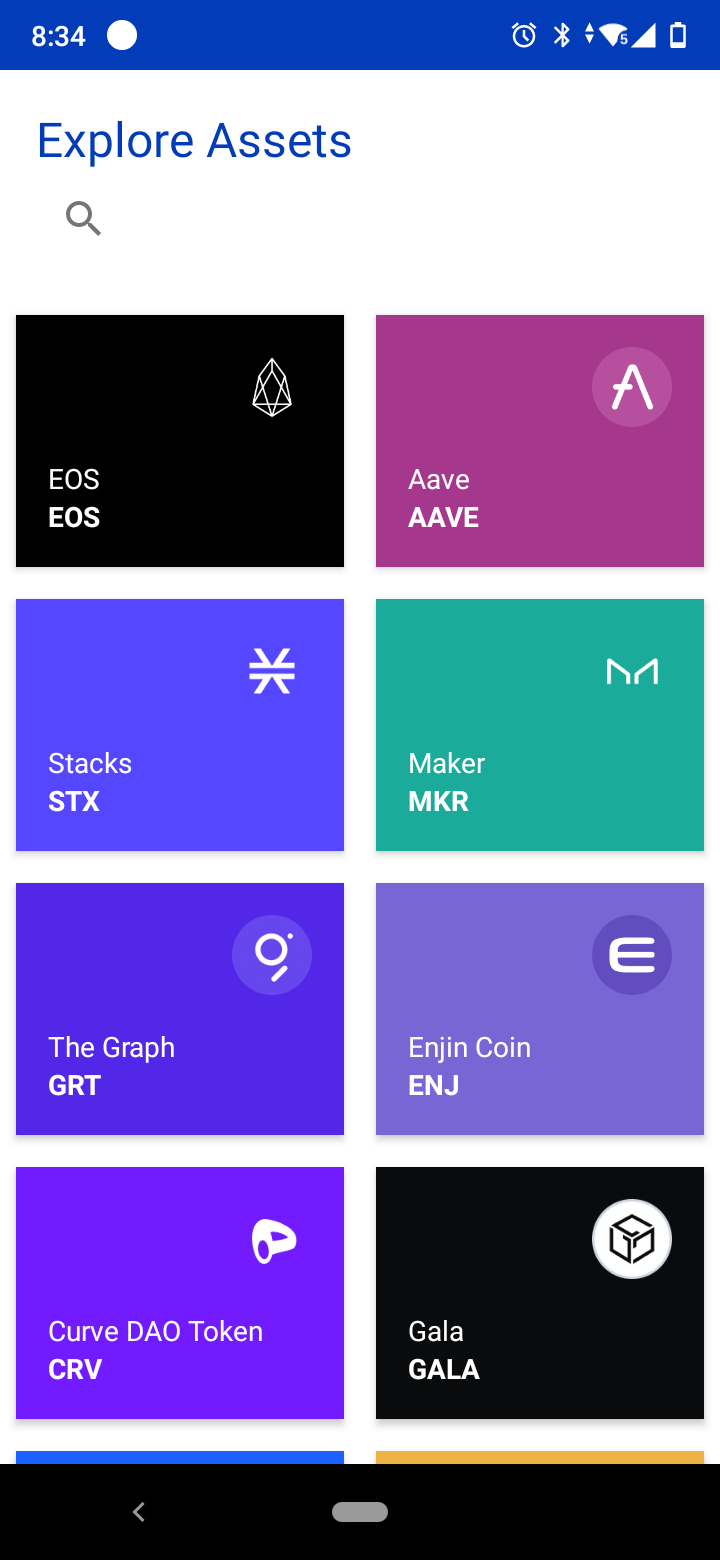 8:34
5
Explore Assets
EOS
EOS
Aave
AAVE
Stacks
STX
Maker
MKR
The Graph
GRT
Enjin Coin
ENJ
Curve DAO Token
CRV
Gala
GALA